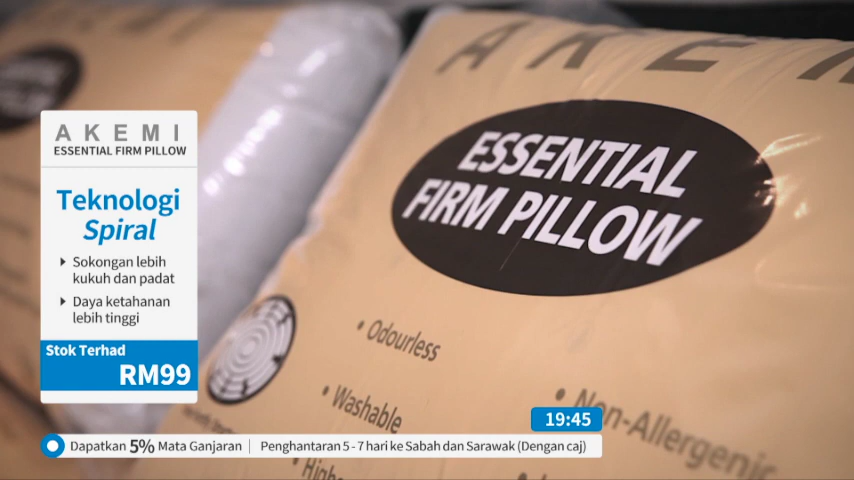 AKEMI
ESSENTIAL FIRM PILLOW
Teknologi
Spiral
Sokongan lebih
kukuh dan padat
Daya ketahanan
lebih tinggi
Stok Terhad
RM99
ESSENTIAL
FIRM PILLOW
• Odourless
• Washable
• Non-Allergenic
19:45
Dapatkan 5% Mata Ganjaran | Penghantaran 5 - 7 hari ke Sabah dan Sarawak (Dengan caj)